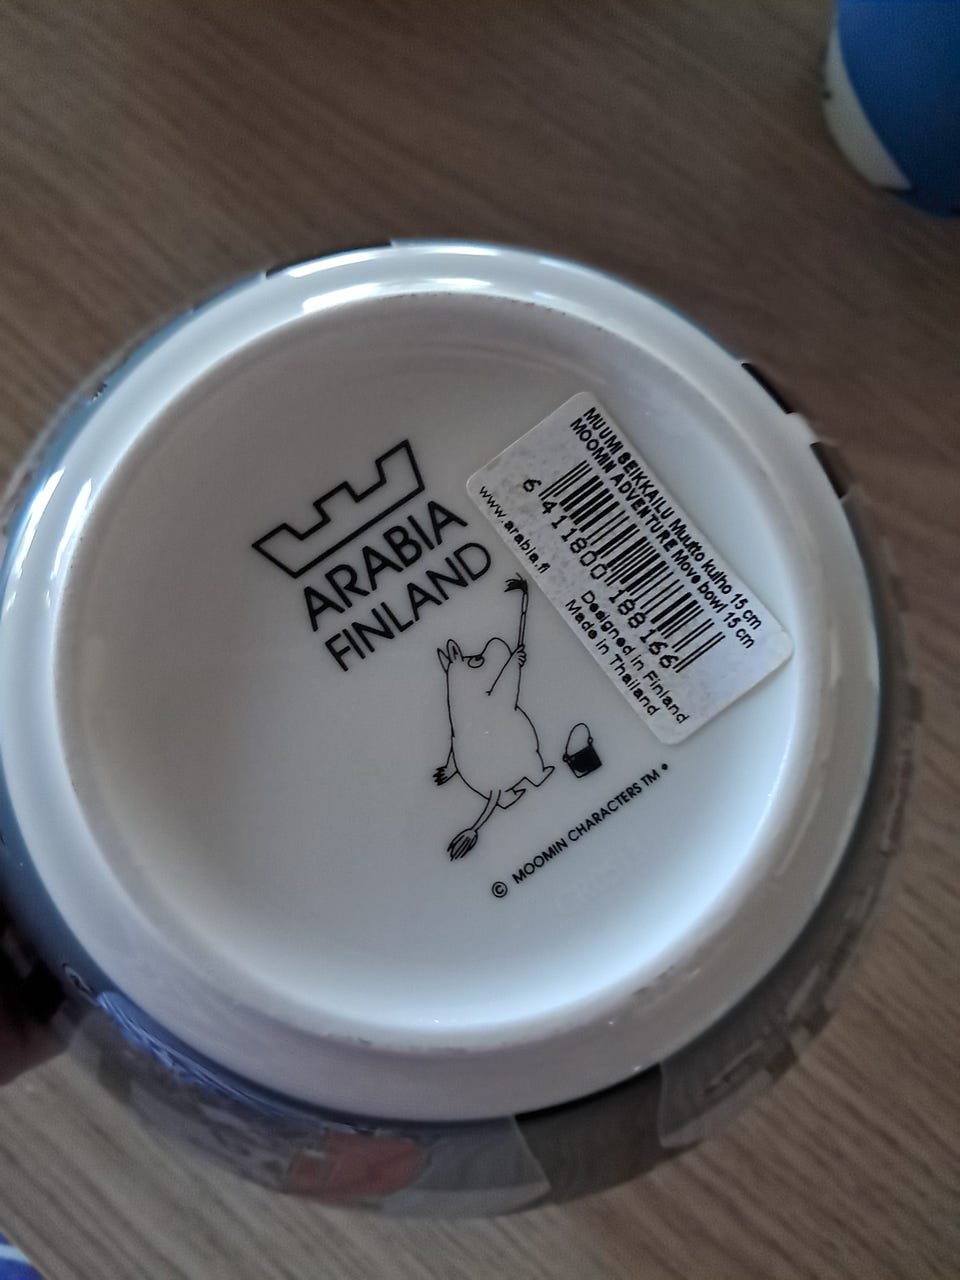 ARABIA
FINLAND
MUUMI SEIKKAILU Muutto kulho 15 cm
MOOMIN ADVENTURE Move bowl 15 cm
6 411800 188166
www.arabia.fi
Designed in Finland
Made in Thailand
© MOOMIN CHARACTERS TM